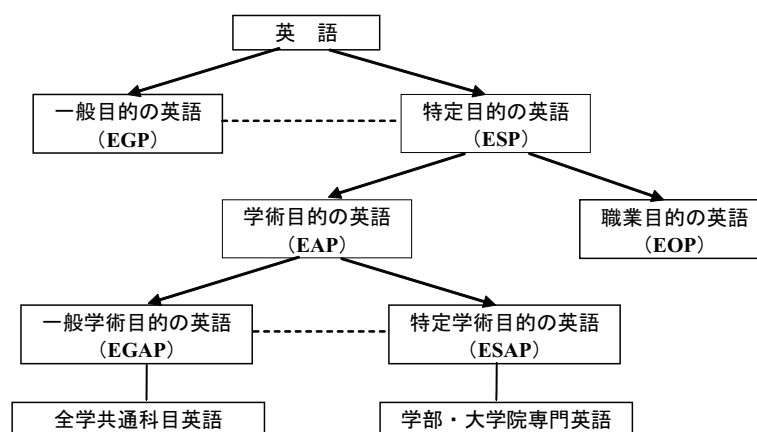 英 語
一般目的の英語
（EGP）
特定目的の英語
（ESP）
学術目的の英語
（EAP）
職業目的の英語
（EOP）
一般学術目的の英語
（EGAP）
特定学術目的の英語
（ESAP）
全学共通科目英語
学部・大学院専門英語